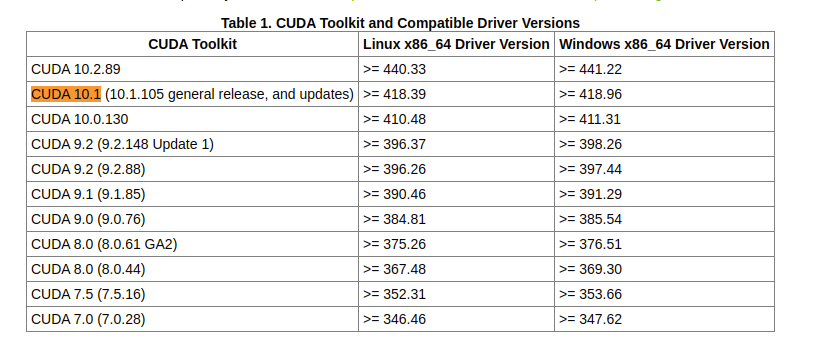 Table 1. CUDA Toolkit and Compatible Driver Versions
CUDA Toolkit Linux x86_64 Driver Version Windows x86_64 Driver Version
CUDA 10.2.89 >= 440.33 >= 441.22
CUDA 10.1 (10.1.105 general release, and updates) >= 418.39 >= 418.96
CUDA 10.0.130 >= 410.48 >= 411.31
CUDA 9.2 (9.2.148 Update 1) >= 396.37 >= 398.26
CUDA 9.2 (9.2.88) >= 396.26 >= 397.44
CUDA 9.1 (9.1.85) >= 390.46 >= 391.29
CUDA 9.0 (9.0.76) >= 384.81 >= 385.54
CUDA 8.0 (8.0.61 GA2) >= 375.26 >= 376.51
CUDA 8.0 (8.0.44) >= 367.48 >= 369.30
CUDA 7.5 (7.5.16) >= 352.31 >= 353.66
CUDA 7.0 (7.0.28) >= 346.46 >= 347.62